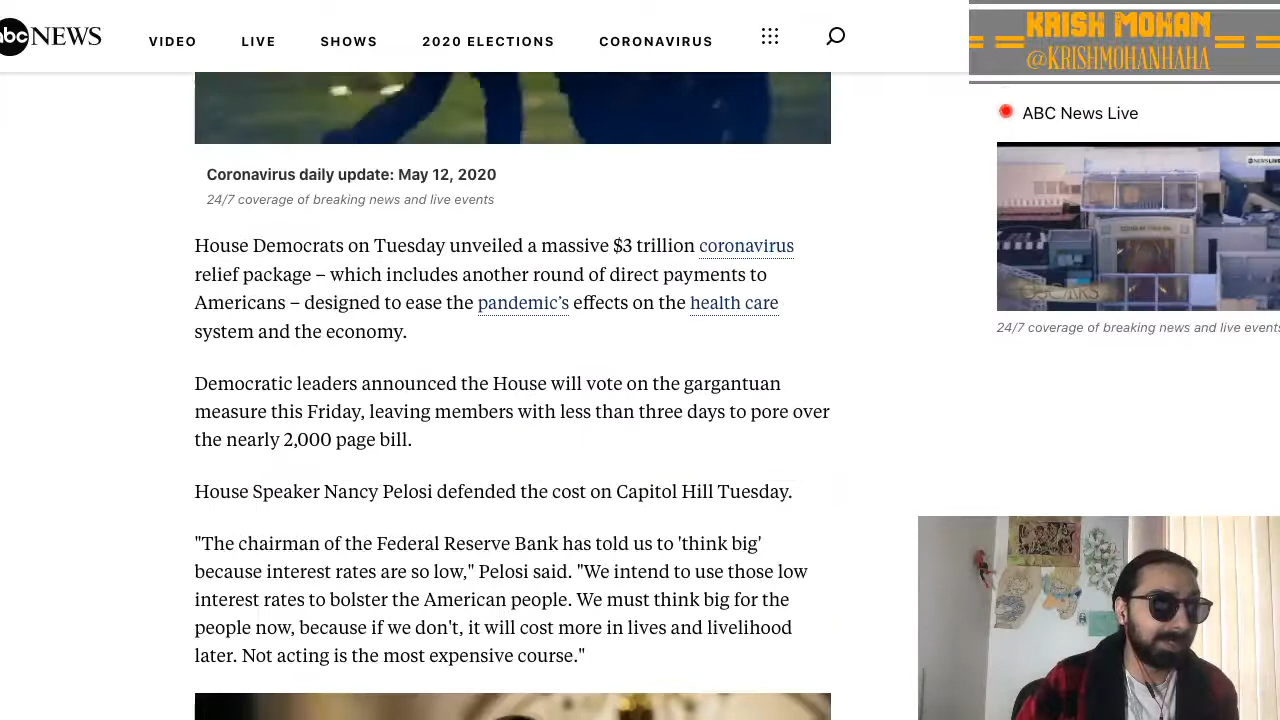 abc NEWS VIDEO LIVE SHOWS 2020 ELECTIONS CORONAVIRUS
KRISH MOHAN
@KRISHMOHANHAHA
ABC News Live
NEWS LIVE
Coronavirus daily update: May 12, 2020
24/7 coverage of breaking news and live events
House Democrats on Tuesday unveiled a massive $3 trillion coronavirus
relief package – which includes another round of direct payments to
Americans – designed to ease the pandemic's effects on the health care
system and the economy.
OSCARS
24/7 coverage of breaking news and live events
Democratic leaders announced the House will vote on the gargantuan
measure this Friday, leaving members with less than three days to pore over
the nearly 2,000 page bill.
House Speaker Nancy Pelosi defended the cost on Capitol Hill Tuesday.
"The chairman of the Federal Reserve Bank has told us to 'think big'
because interest rates are so low," Pelosi said. "We intend to use those low
interest rates to bolster the American people. We must think big for the
people now, because if we don't, it will cost more in lives and livelihood
later. Not acting is the most expensive course."